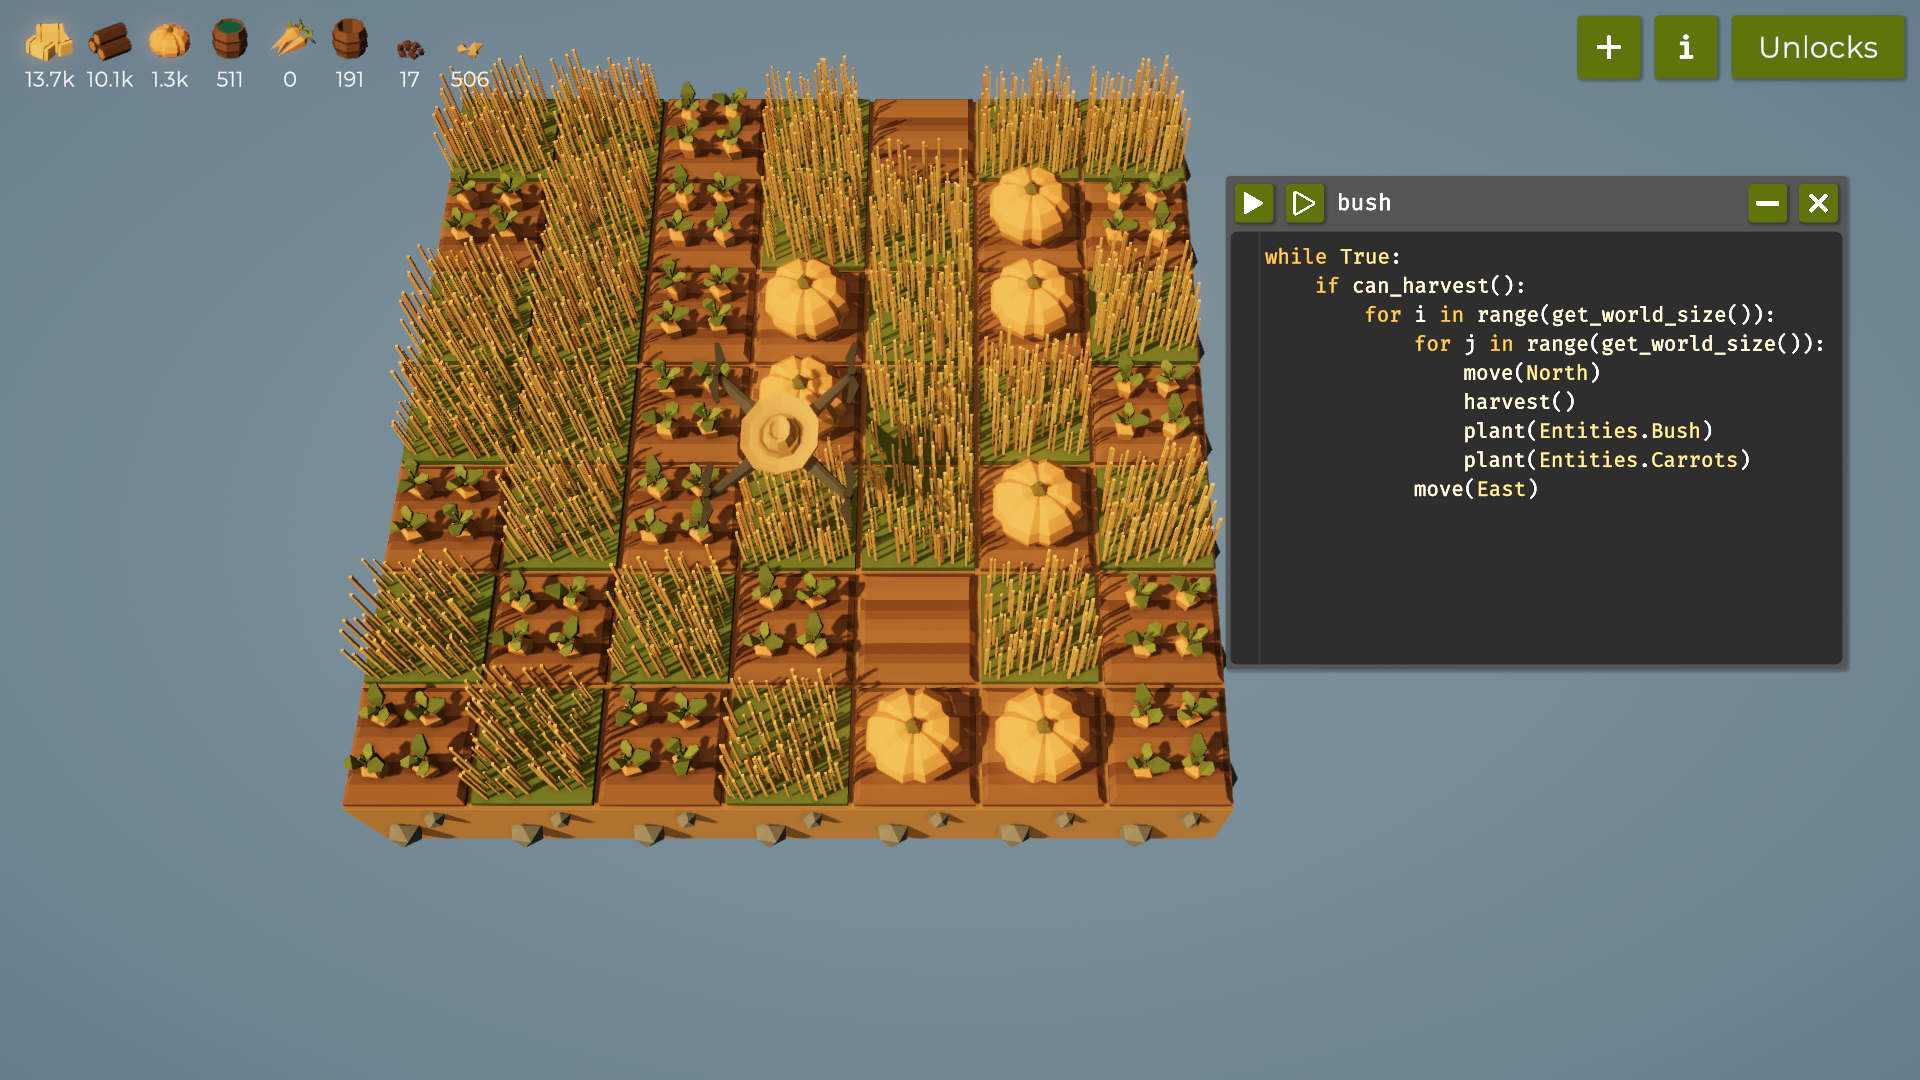 13.7k 10.1k 1.3k 511 0 191 17 506
+ i Unlocks
bush
while True:
    if can_harvest():
        for i in range(get_world_size()):
            for j in range(get_world_size()):
                move(North)
                harvest()
                plant(Entities.Bush)
                plant(Entities.Carrots)
            move(East)